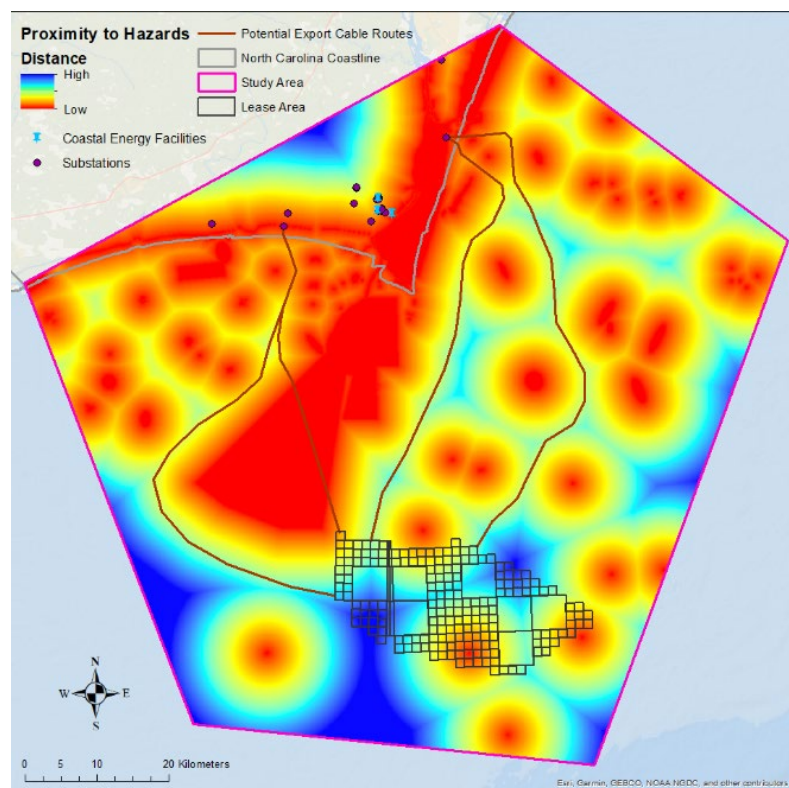 Proximity to Hazards
Distance
High
Low
Coastal Energy Facilities
Substations
Potential Export Cable Routes
North Carolina Coastline
Study Area
Lease Area
N
W
E
S
0 5 10 20 Kilometers
Esri, Garmin, GEBCO, NOAA NGDC, and other contributors